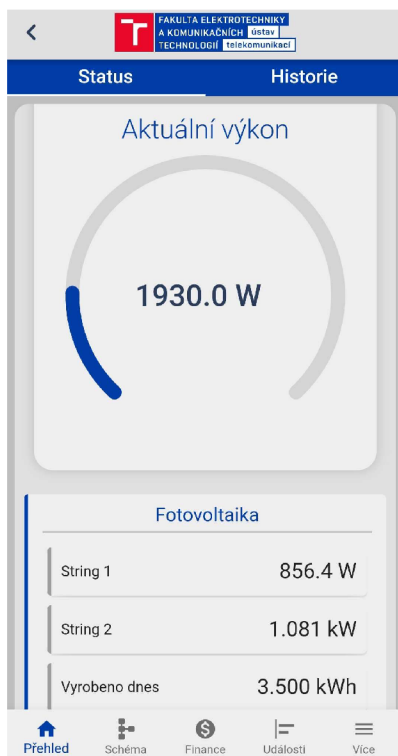 FAKULTA ELEKTROTECHNIKY
A KOMUNIKAČNÍCH ústav
TECHNOLOGIÍ telekomunikací
Status Historie
Aktuální výkon
1930.0 W
Fotovoltaika
String 1 856.4 W
String 2 1.081 kW
Vyrobeno dnes 3.500 kWh
Přehled Schéma Finance Události Více